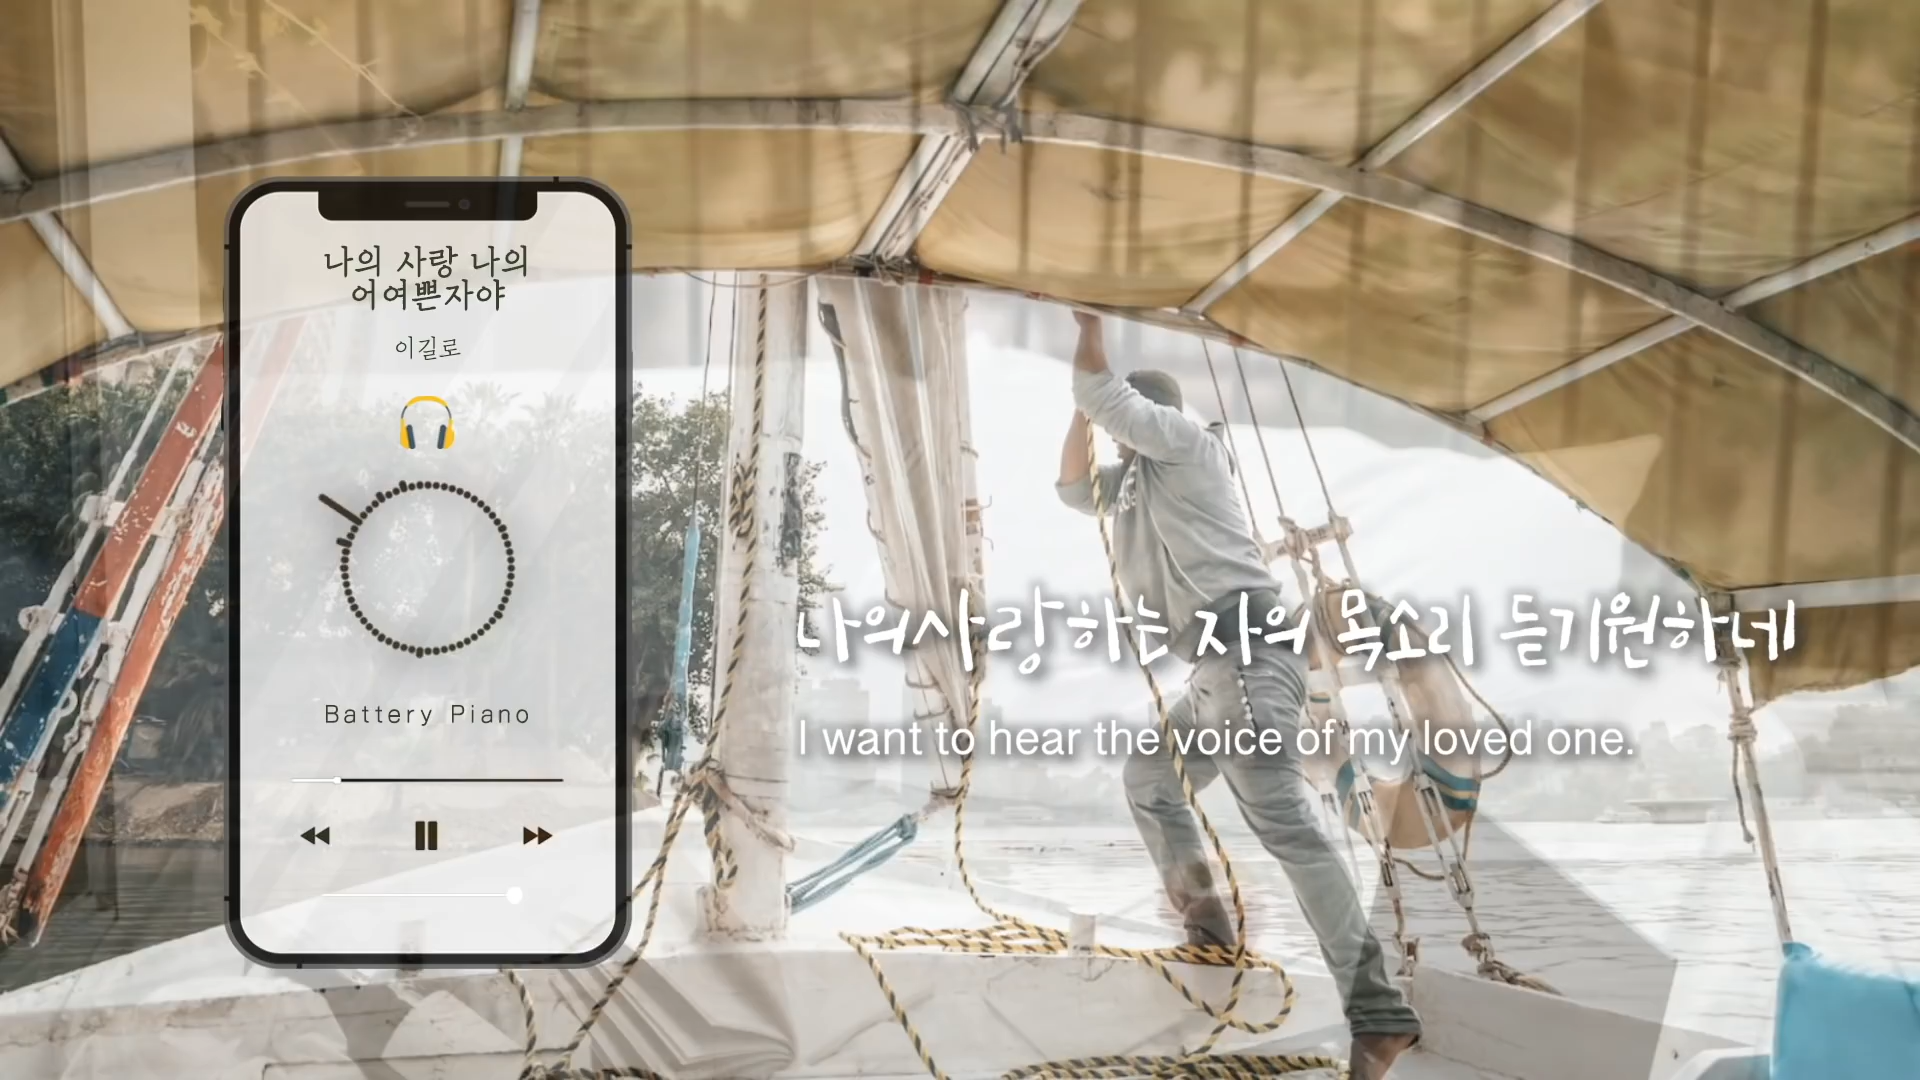 나의 사랑 나의
어여쁜자야
이길로
Battery Piano
나의사랑하는 자의 목소리 듣기원하네
I want to hear the voice of my loved one.